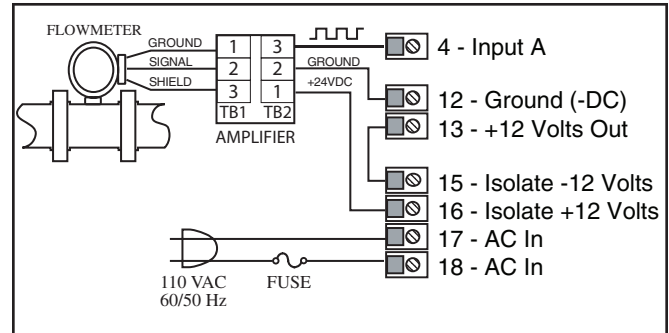 FLOWMETER
GROUND
SIGNAL
SHIELD
1
2
3
TB1
3
2
1
TB2
AMPLIFIER
GROUND
+24VDC
4 - Input A
12 - Ground (-DC)
13 - +12 Volts Out
15 - Isolate -12 Volts
16 - Isolate +12 Volts
17 - AC In
18 - AC In
110 VAC
60/50 Hz
FUSE